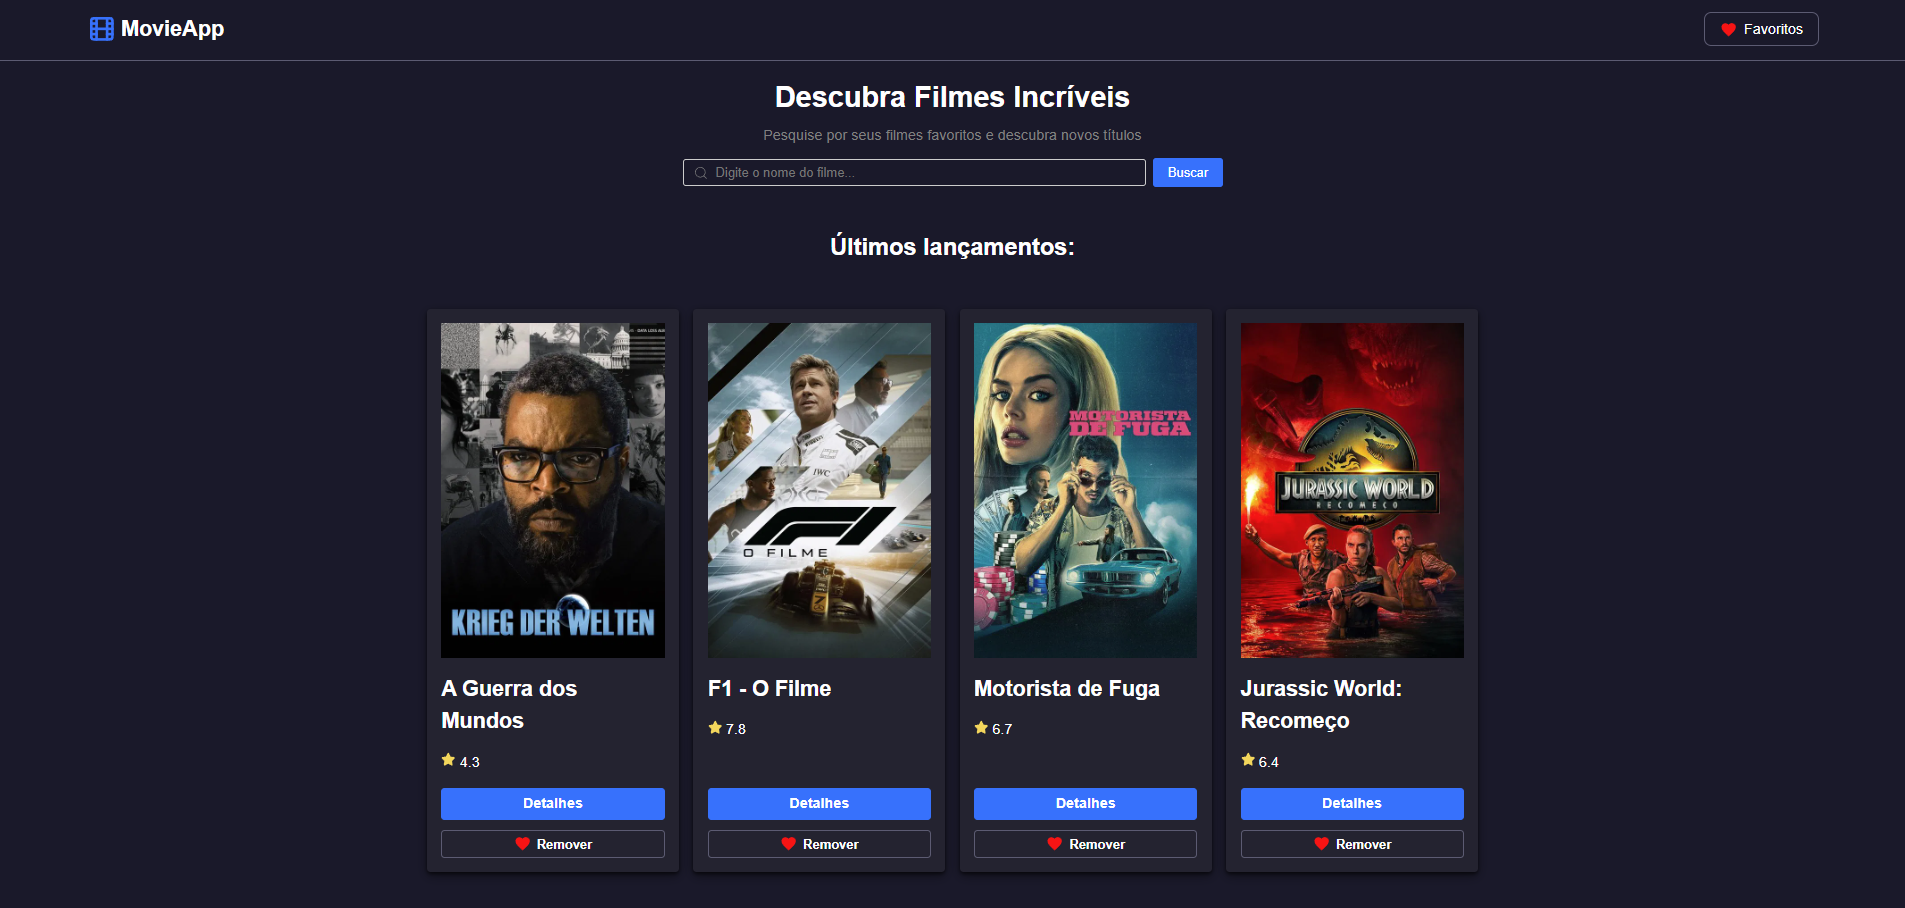 MovieApp
Favoritos
Descubra Filmes Incríveis
Pesquise por seus filmes favoritos e descubra novos títulos
Digite o nome do filme...
Buscar
Últimos lançamentos:
KRIEG DER WELTEN
IWC
F1
O FILME
MOTORISTA
DE FUGA
JURASSIC WORLD
RECOMEÇO
A Guerra dos
Mundos
4.3
Detalhes
Remover
F1 - O Filme
7.8
Detalhes
Remover
Motorista de Fuga
6.7
Detalhes
Remover
Jurassic World:
Recomeço
6.4
Detalhes
Remover